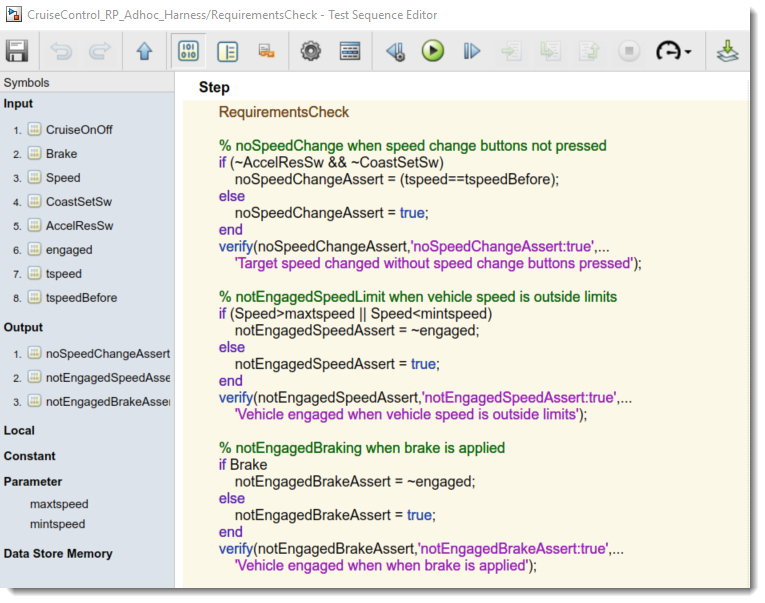 CruiseControl_RP_Adhoc_Harness/RequirementsCheck - Test Sequence Editor
Symbols
Input
1. CruiseOnOff
2. Brake
3. Speed
4. CoastSetSw
5. AccelResSw
6. engaged
7. tspeed
8. tspeedBefore
Output
1. noSpeedChangeAssert
2. notEngagedSpeedAsse
3. notEngagedBrakeAsser
Local
Constant
Parameter
maxtspeed
mintspeed
Data Store Memory
Step
RequirementsCheck
% noSpeedChange when speed change buttons not pressed
if (~AccelResSw && ~CoastSetSw)
noSpeedChangeAssert = (tspeed==tspeedBefore);
else
noSpeedChangeAssert = true;
end
verify(noSpeedChangeAssert,'noSpeedChangeAssert:true',...
'Target speed changed without speed change buttons pressed');
% notEngagedSpeedLimit when vehicle speed is outside limits
if (Speed>maxtspeed || Speed<mintspeed)
notEngagedSpeedAssert = ~engaged;
else
notEngagedSpeedAssert = true;
end
verify(notEngagedSpeedAssert,'notEngagedSpeedAssert:true',...
'Vehicle engaged when vehicle speed is outside limits');
% notEngagedBraking when brake is applied
if Brake
notEngagedBrakeAssert = ~engaged;
else
notEngagedBrakeAssert = true;
end
verify(notEngagedBrakeAssert,'notEngagedBrakeAssert:true',...
'Vehicle engaged when when brake is applied');